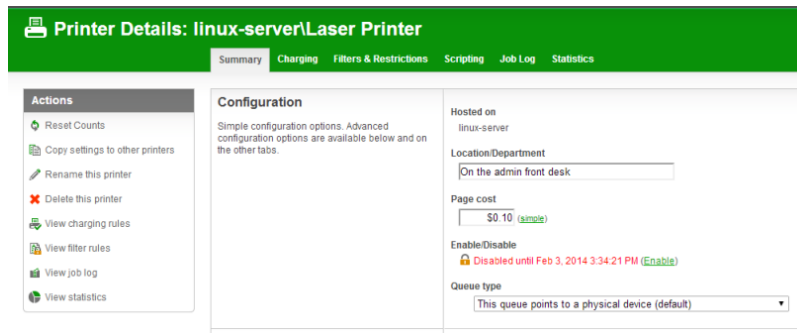 Printer Details: linux-server\Laser Printer
Summary Charging Filters & Restrictions Scripting Job Log Statistics
Actions
Reset Counts
Copy settings to other printers
Rename this printer
Delete this printer
View charging rules
View filter rules
View job log
View statistics
Configuration
Simple configuration options. Advanced
configuration options are available below and on
the other tabs.
Hosted on
linux-server
Location/Department
On the admin front desk
Page cost
$0.10 (simple)
Enable/Disable
Disabled until Feb 3, 2014 3:34:21 PM (Enable)
Queue type
This queue points to a physical device (default)